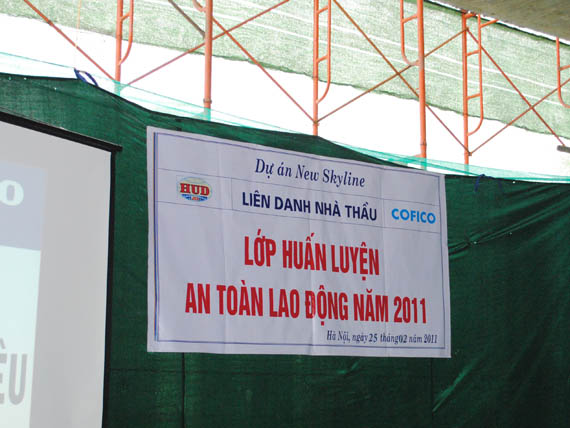 Dự án New Skyline
HUD
LIÊN DANH NHÀ THẦU
COFICO
LỚP HUẤN LUYỆN
AN TOÀN LAO ĐỘNG NĂM 2011
Hà Nội, ngày 25 tháng 02 năm 2011
O
ỀU